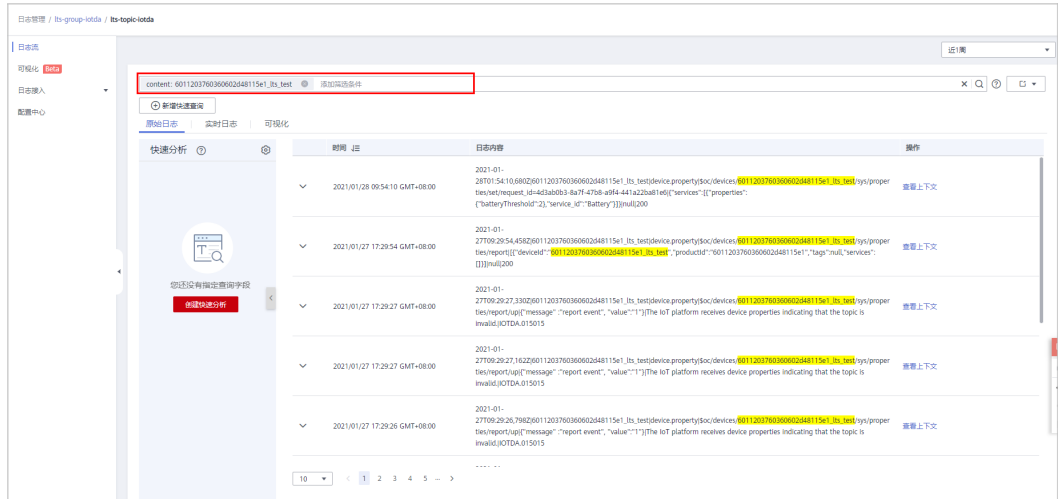 日志管理 / lts-group-iotda / lts-topic-iotda
日志流
近1周
可视化 Beta
content: 6011203760360602d48115e1_lts_test 添加筛选条件
日志接入
新增快速查询
配置中心
原始日志 实时日志 可视化
快速分析
时间 日志内容 操作
2021-01-
28T01:54:10,680Z|6011203760360602d48115e1_lts_test|device.property|$oc/devices/6011203760360602d48115e1_lts_test/sys/proper
2021/01/28 09:54:10 GMT+08:00
查看上下文
ties/set/request_id=4d3ab0b3-8a7f-47b8-a9f4-441a22ba81e6|{"services":[{"properties":
{"batteryThreshold":2},"service_id":"Battery"}]}|null|200
2021-01-
27T09:29:54,458Z|6011203760360602d48115e1_lts_test|device.property|$oc/devices/6011203760360602d48115e1_lts_test/sys/proper
2021/01/27 17:29:54 GMT+08:00
查看上下文
ties/report|[{"deviceId":"6011203760360602d48115e1_lts_test","productId":"6011203760360602d48115e1","tags":null,"services":
[]}]|null|200
您还没有指定查询字段
创建快速分析
2021-01-
27T09:29:27,330Z|6011203760360602d48115e1_lts_test|device.property|$oc/devices/6011203760360602d48115e1_lts_test/sys/proper
2021/01/27 17:29:27 GMT+08:00
查看上下文
ties/report/up|{"message" :"report event", "value":"1"}|The IoT platform receives device properties indicating that the topic is
invalid.|IOTDA.015015
2021-01-
27T09:29:27,162Z|6011203760360602d48115e1_lts_test|device.property|$oc/devices/6011203760360602d48115e1_lts_test/sys/proper
2021/01/27 17:29:27 GMT+08:00
查看上下文
ties/report/up|{"message" :"report event", "value":"1"}|The IoT platform receives device properties indicating that the topic is
invalid.|IOTDA.015015
2021-01-
27T09:29:26,798Z|6011203760360602d48115e1_lts_test|device.property|$oc/devices/6011203760360602d48115e1_lts_test/sys/proper
2021/01/27 17:29:26 GMT+08:00
查看上下文
ties/report/up|{"message" :"report event", "value":"1"}|The IoT platform receives device properties indicating that the topic is
invalid.|IOTDA.015015
10 < 1 2 3 4 5 ... >